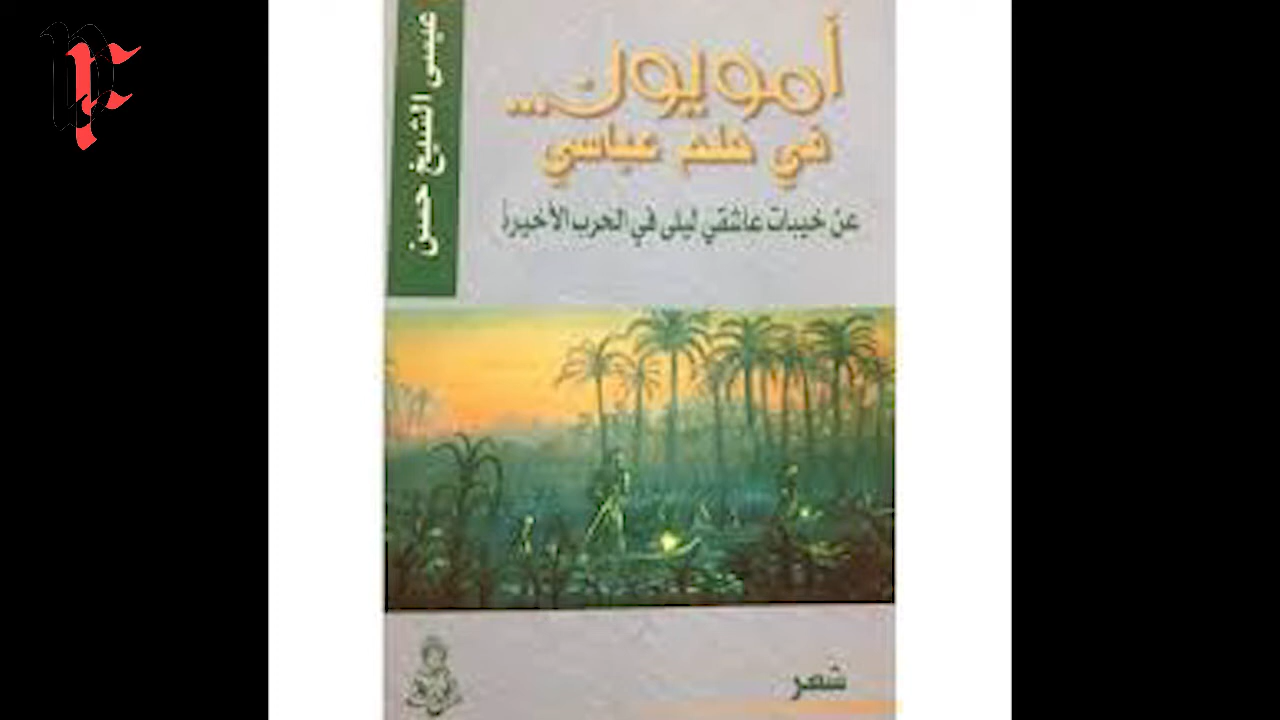 عيسى الشيخ حسن
أمويون...
في حلم عباسي
عن خيبات عاشقي ليلى في الحرب الأخيرة
شعر